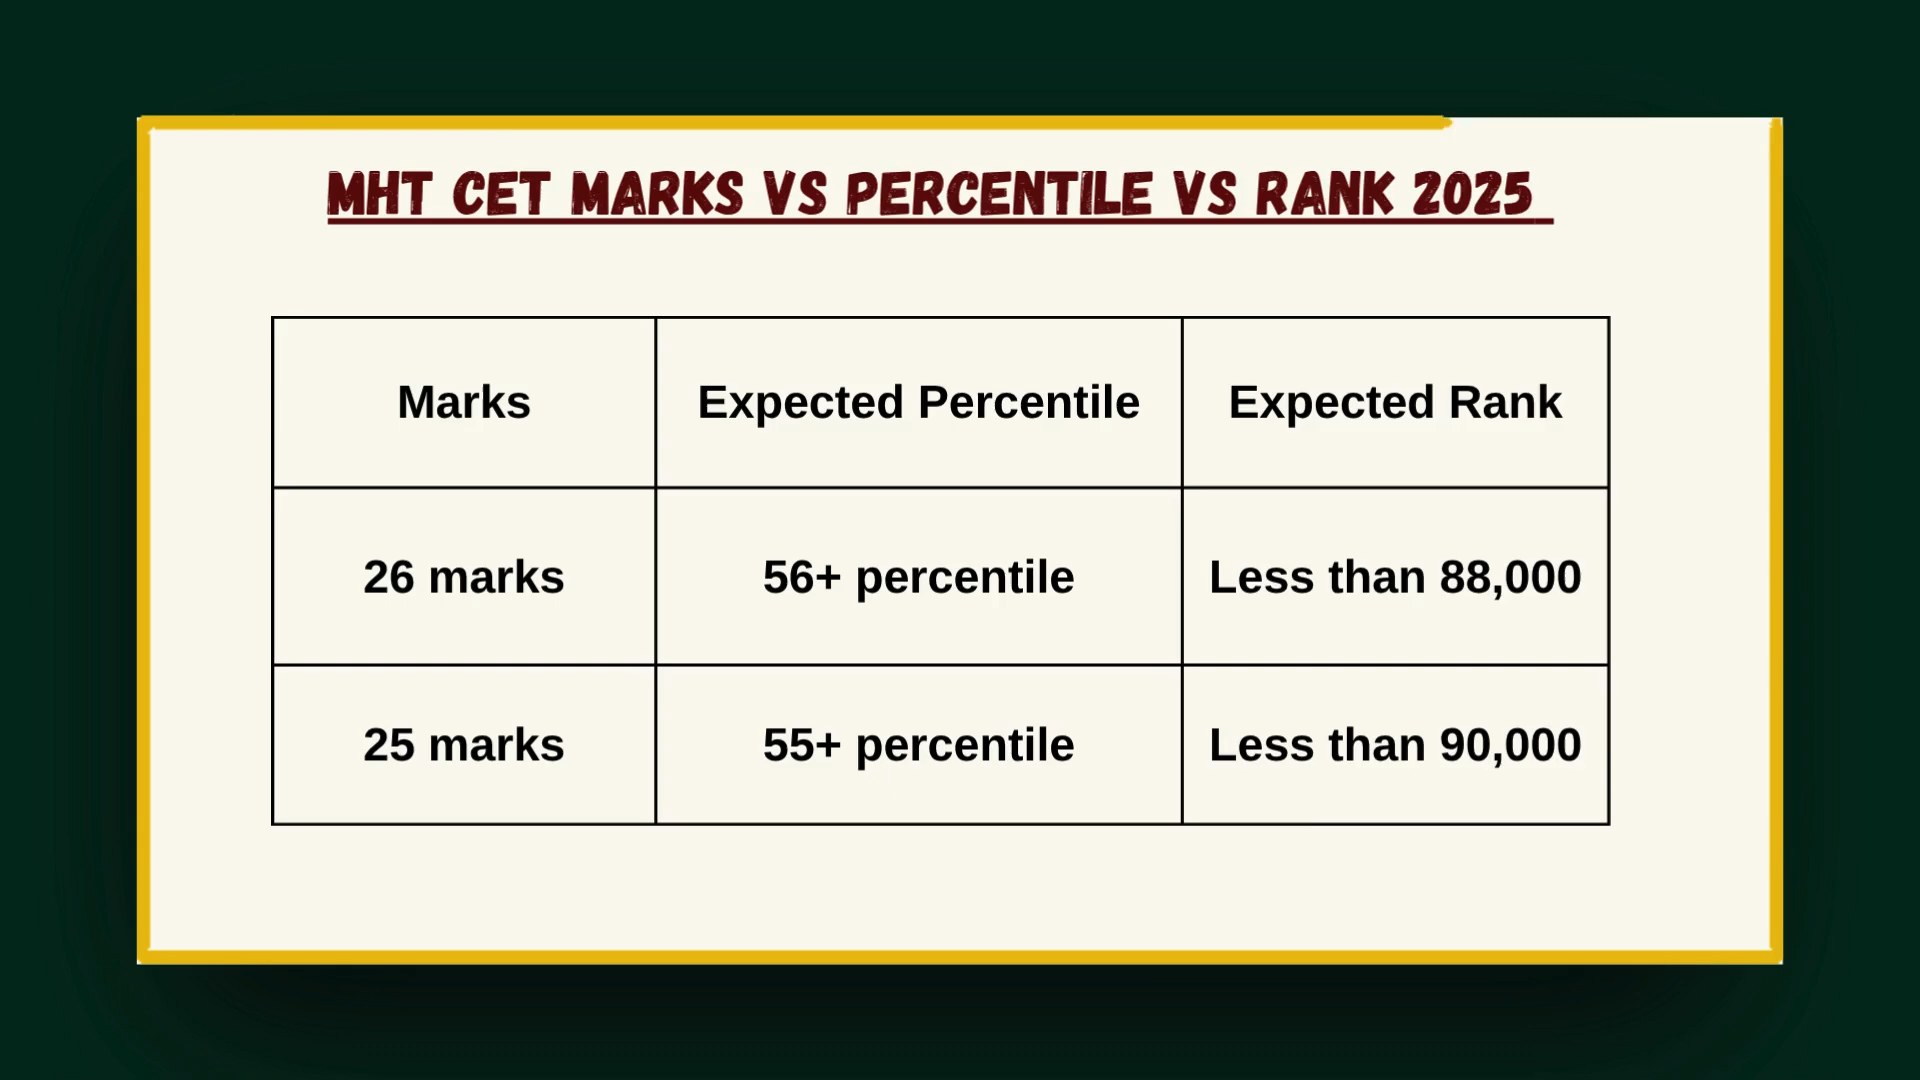 MHT CET MARKS VS PERCENTILE VS RANK 2025
Marks Expected Percentile Expected Rank
26 marks 56+ percentile Less than 88,000
25 marks 55+ percentile Less than 90,000